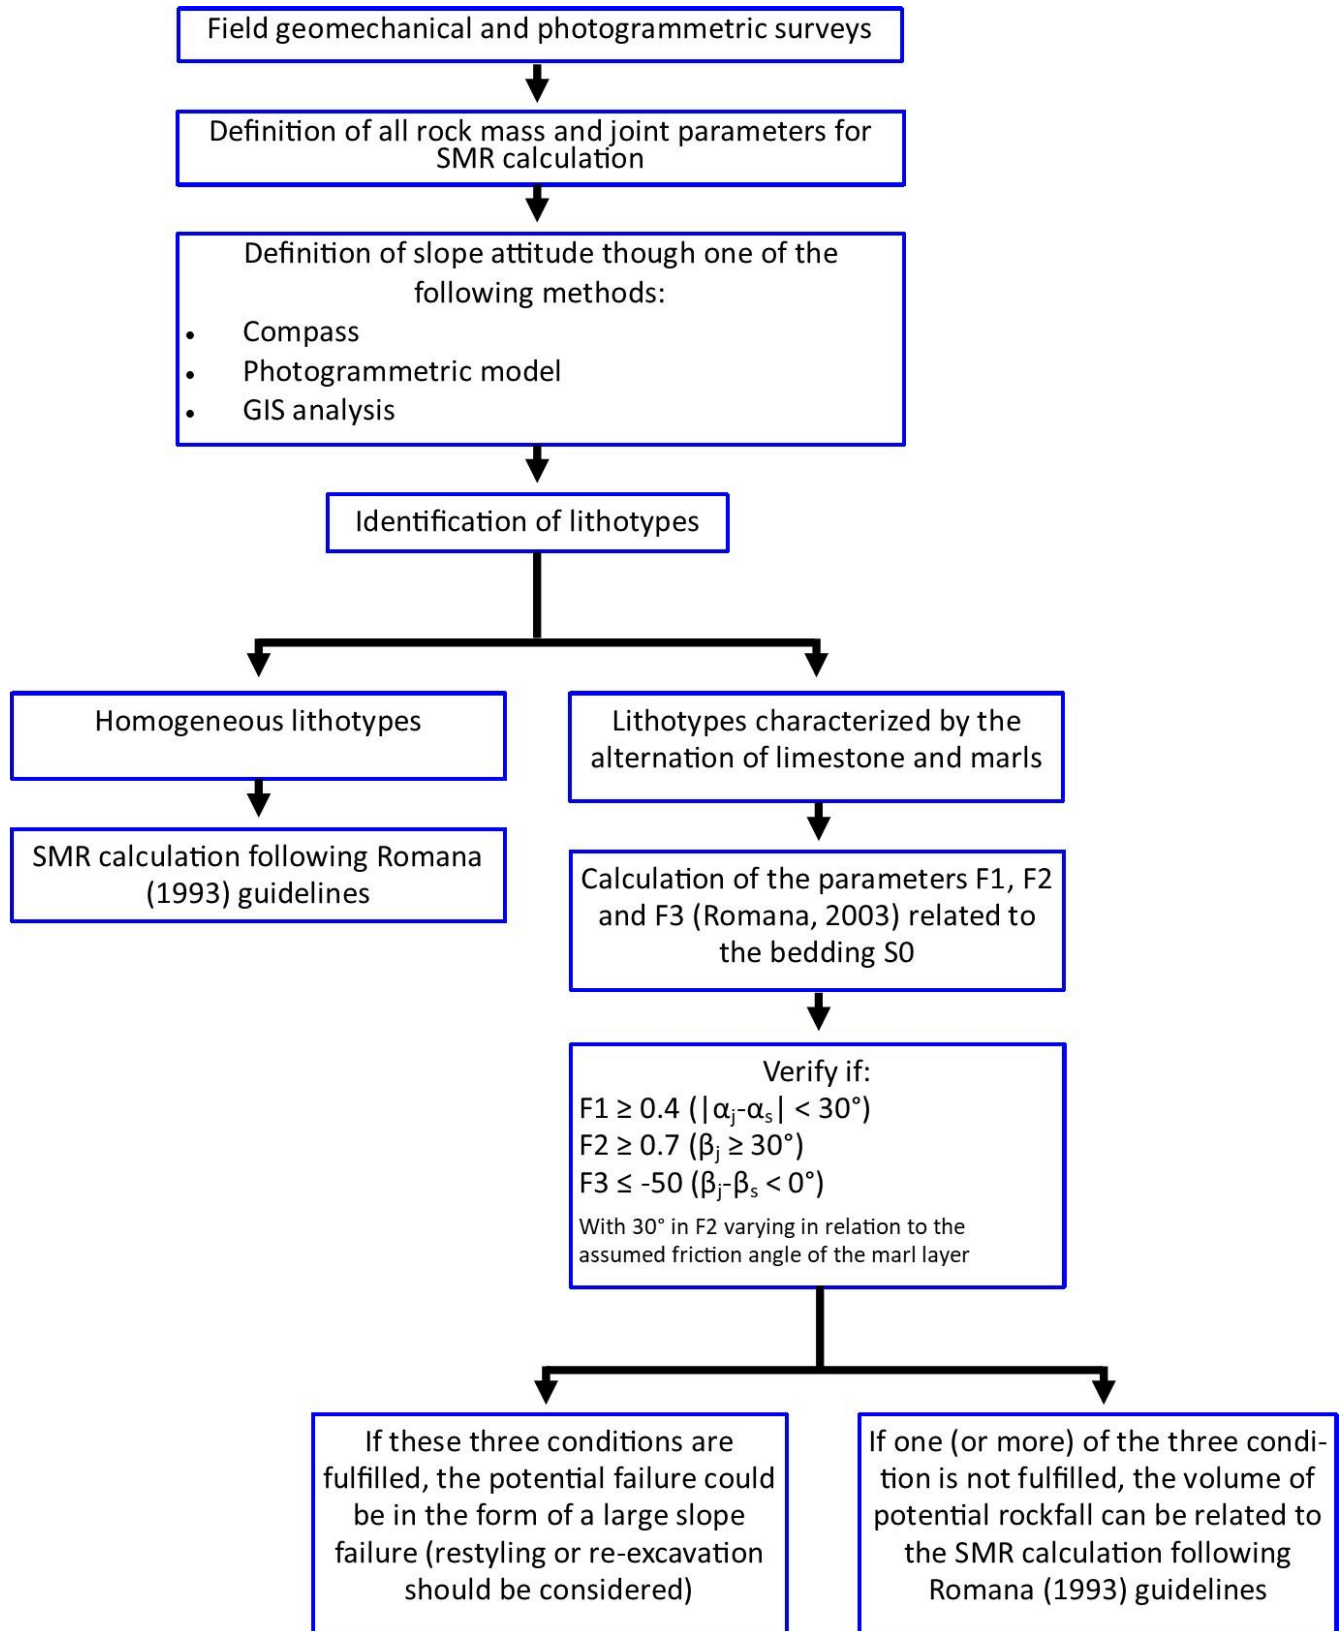 Field geomechanical and photogrammetric surveys
Definition of all rock mass and joint parameters for
SMR calculation
Definition of slope attitude though one of the
following methods:
• Compass
• Photogrammetric model
• GIS analysis
Identification of lithotypes
Homogeneous lithotypes
SMR calculation following Romana
(1993) guidelines
Lithotypes characterized by the
alternation of limestone and marls
Calculation of the parameters F1, F2
and F3 (Romana, 2003) related to
the bedding S0
Verify if:
F1 ≥ 0.4 (|αj-αs| < 30°)
F2 ≥ 0.7 (βj ≥ 30°)
F3 ≤ -50 (βj-βs < 0°)
With 30° in F2 varying in relation to the
assumed friction angle of the marl layer
If these three conditions are
fulfilled, the potential failure could
be in the form of a large slope
failure (restyling or re-excavation
should be considered)
If one (or more) of the three condi-
tion is not fulfilled, the volume of
potential rockfall can be related to
the SMR calculation following
Romana (1993) guidelines